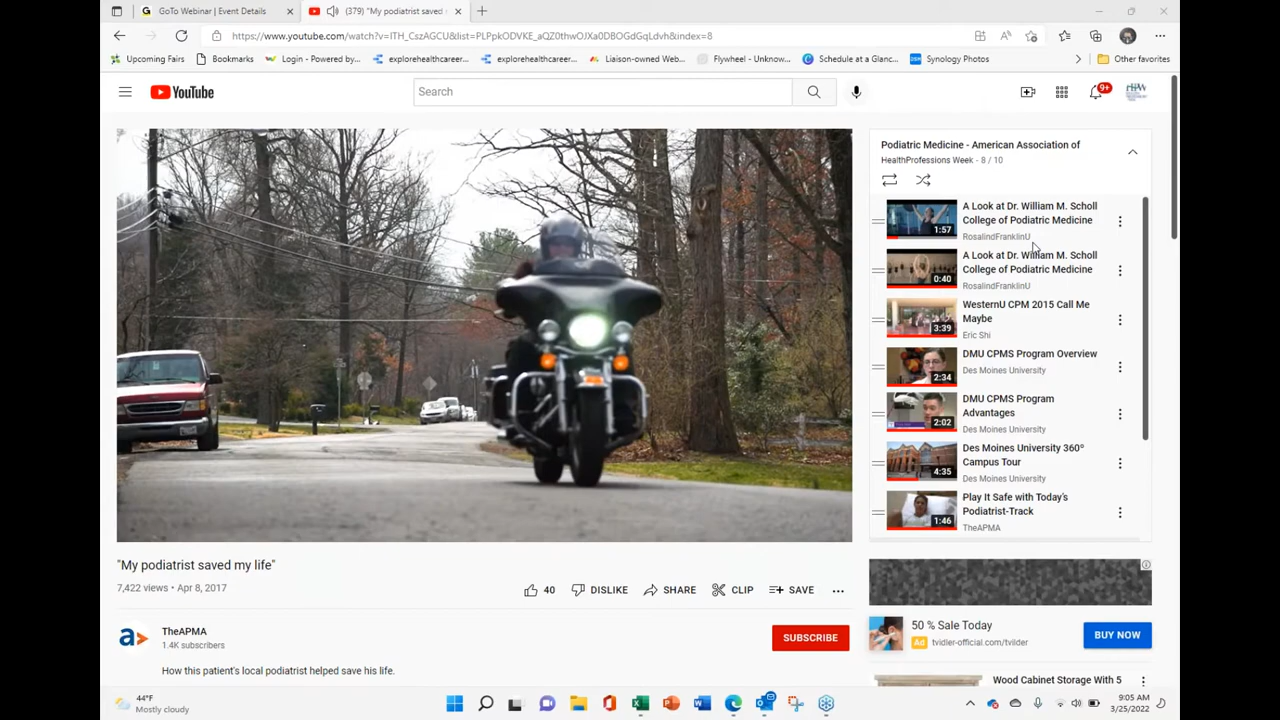 GoTo Webinar | Event Details
(379) "My podiatrist saved
https://www.youtube.com/watch?v=ITH_CszAGCU&list=PLPpkODVKE_aQZ0thwOJXa0DBOGdGqLdvh&index=8
Upcoming Fairs
Bookmarks
Login - Powered by...
explorehealthcareer...
explorehealthcareer...
Liaison-owned Web...
Flywheel - Unknow...
Schedule at a Glanc...
Synology Photos
Other favorites
YouTube
Search
9+
Podiatric Medicine - American Association of
HealthProfessions Week - 8 / 10
A Look at Dr. William M. Scholl
College of Podiatric Medicine
1:57
RosalindFranklinU
A Look at Dr. William M. Scholl
College of Podiatric Medicine
0:40
RosalindFranklinU
WesternU CPM 2015 Call Me
Maybe
3:39
Eric Shi
DMU CPMS Program Overview
2:34
Des Moines University
DMU CPMS Program
Advantages
2:02
Des Moines University
Des Moines University 360º
Campus Tour
4:35
Des Moines University
Play It Safe with Today's
Podiatrist-Track
1:46
TheAPMA
"My podiatrist saved my life"
7,422 views • Apr 8, 2017
40
DISLIKE
SHARE
CLIP
SAVE
TheAPMA
1.4K subscribers
SUBSCRIBE
How this patient's local podiatrist helped save his life.
50 % Sale Today
Ad tvidler-official.com/tvilder
BUY NOW
Wood Cabinet Storage With 5
44°F
Mostly cloudy
9:05 AM
3/25/2022